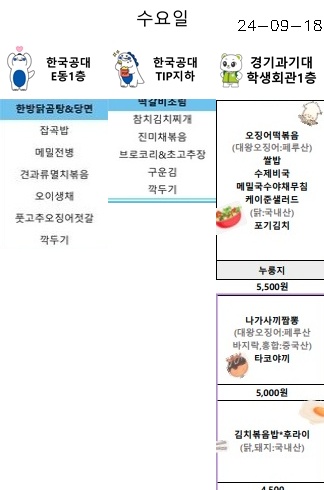 수요일
24-09-18
한국공대
E동1층
한국공대
TIP지하
경기과기대
학생회관1층
한방닭곰탕&당면
잡곡밥
메밀전병
견과류멸치볶음
오이생채
풋고추오징어젓갈
깍두기
떡갈비조림
참치김치찌개
진미채볶음
브로코리&초고추장
구운김
깍두기
오징어떡볶음
(대왕오징어:페루산)
쌀밥
수제비국
메밀국수야채무침
케이준샐러드
(닭:국내산)
포기김치
누룽지
5,500원
나가사끼짬뽕
(대왕오징어:페루산
바지락,홍합:중국산)
타코야끼
5,000원
김치볶음밥*후라이
(닭,돼지:국내산)
4,500